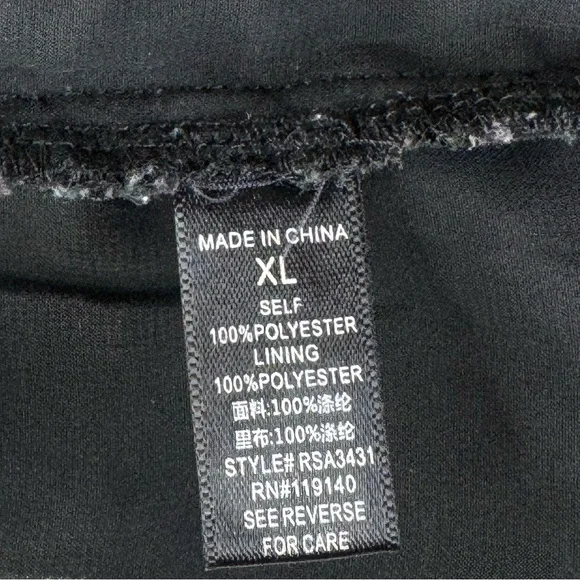 MADE IN CHINA
XL
SELF
100%POLYESTER
LINING
100%POLYESTER
面料:100%涤纶
里布:100%涤纶
STYLE# RSA3431
RN#119140
SEE REVERSE
FOR CARE